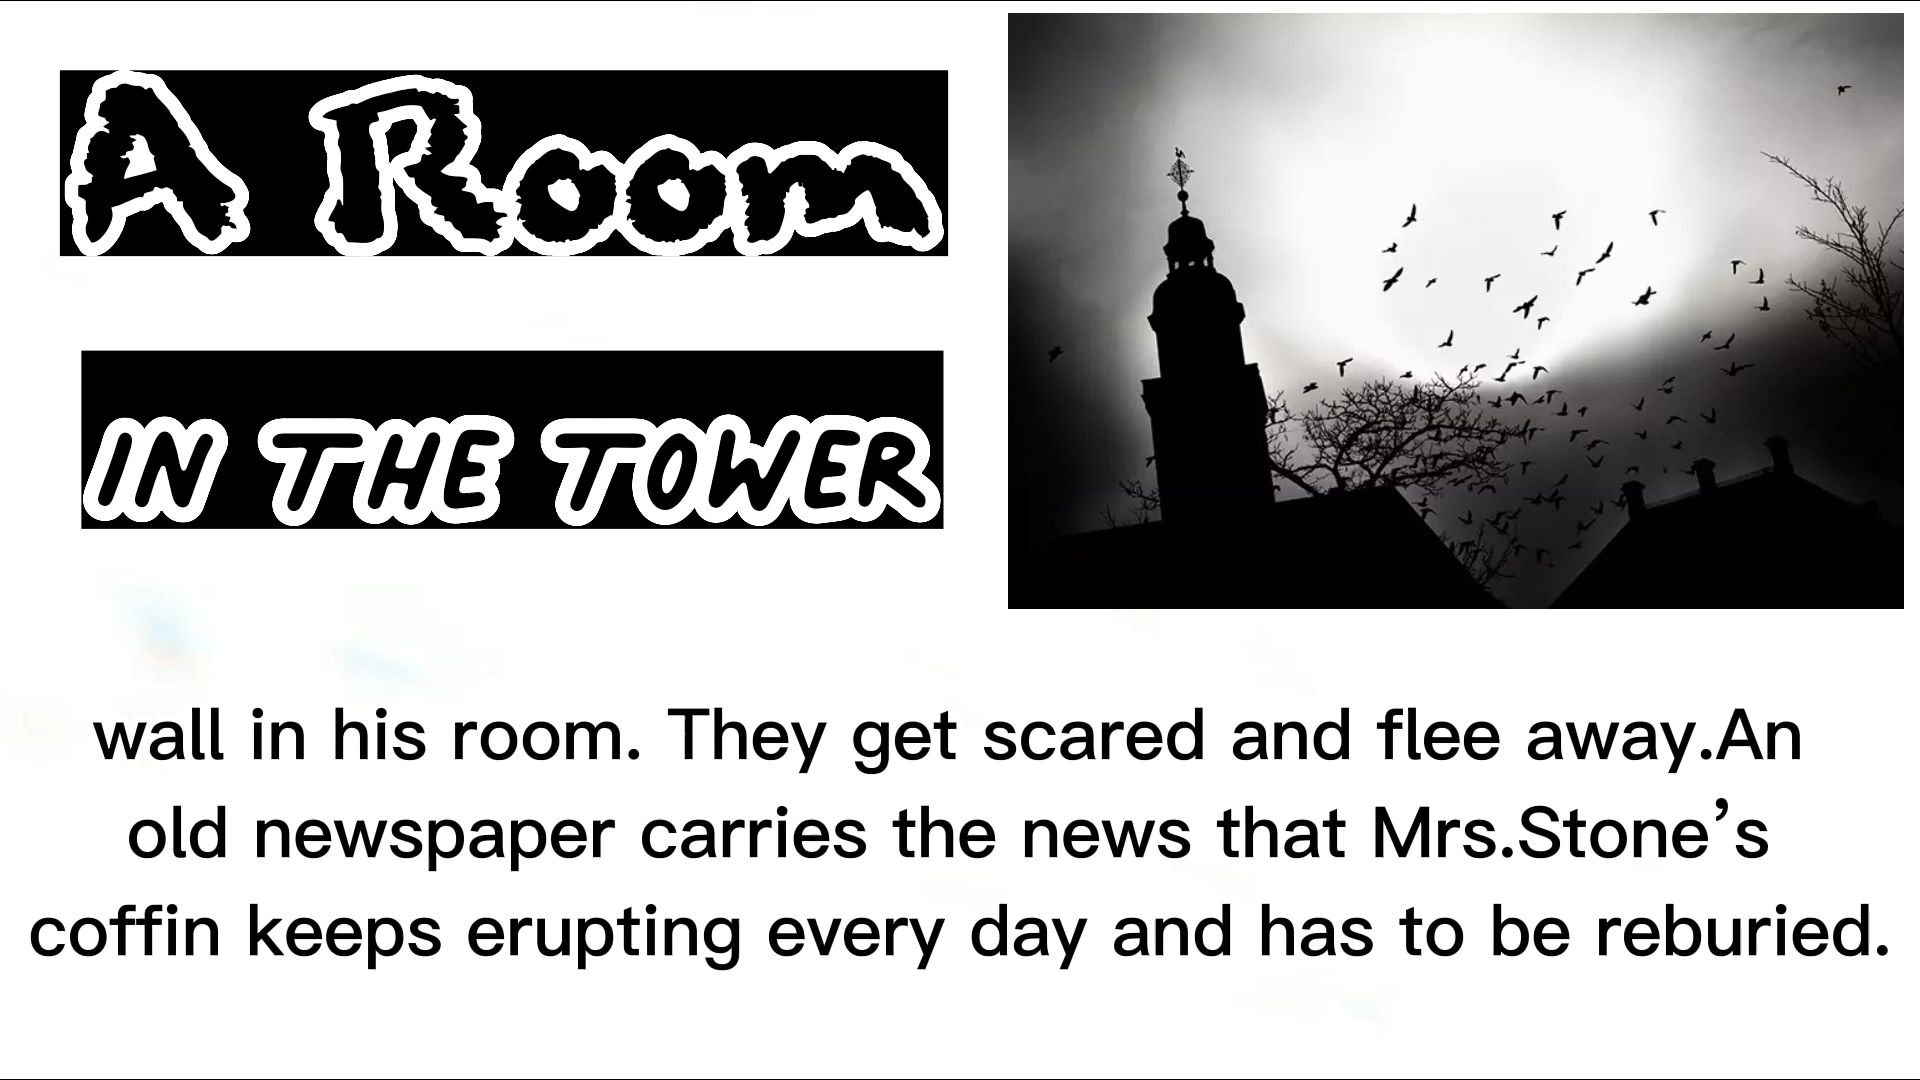 A Room
IN THE TOWER
wall in his room. They get scared and flee away.An
old newspaper carries the news that Mrs.Stone’s
coffin keeps erupting every day and has to be reburied.